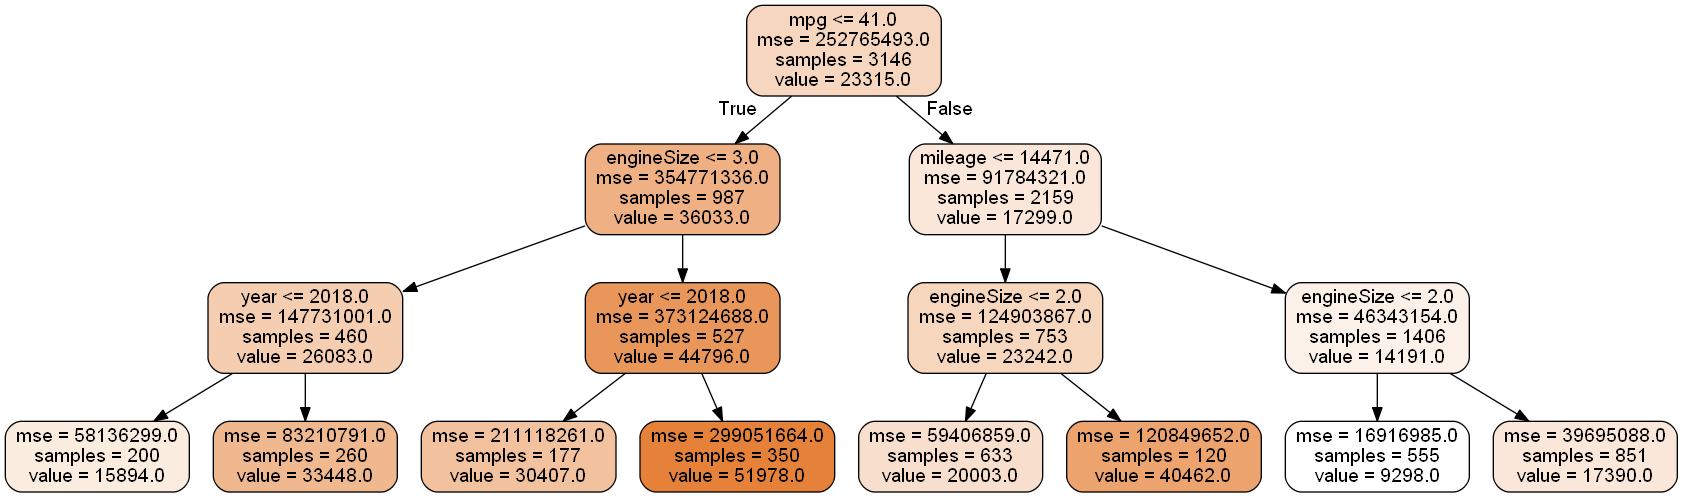 mpg <= 41.0
mse = 252765493.0
samples = 3146
value = 23315.0
True
False
engineSize <= 3.0
mse = 354771336.0
samples = 987
value = 36033.0
mileage <= 14471.0
mse = 91784321.0
samples = 2159
value = 17299.0
year <= 2018.0
mse = 147731001.0
samples = 460
value = 26083.0
year <= 2018.0
mse = 373124688.0
samples = 527
value = 44796.0
engineSize <= 2.0
mse = 124903867.0
samples = 753
value = 23242.0
engineSize <= 2.0
mse = 46343154.0
samples = 1406
value = 14191.0
mse = 58136299.0
samples = 200
value = 15894.0
mse = 83210791.0
samples = 260
value = 33448.0
mse = 211118261.0
samples = 177
value = 30407.0
mse = 299051664.0
samples = 350
value = 51978.0
mse = 59406859.0
samples = 633
value = 20003.0
mse = 120849652.0
samples = 120
value = 40462.0
mse = 16916985.0
samples = 555
value = 9298.0
mse = 39695088.0
samples = 851
value = 17390.0